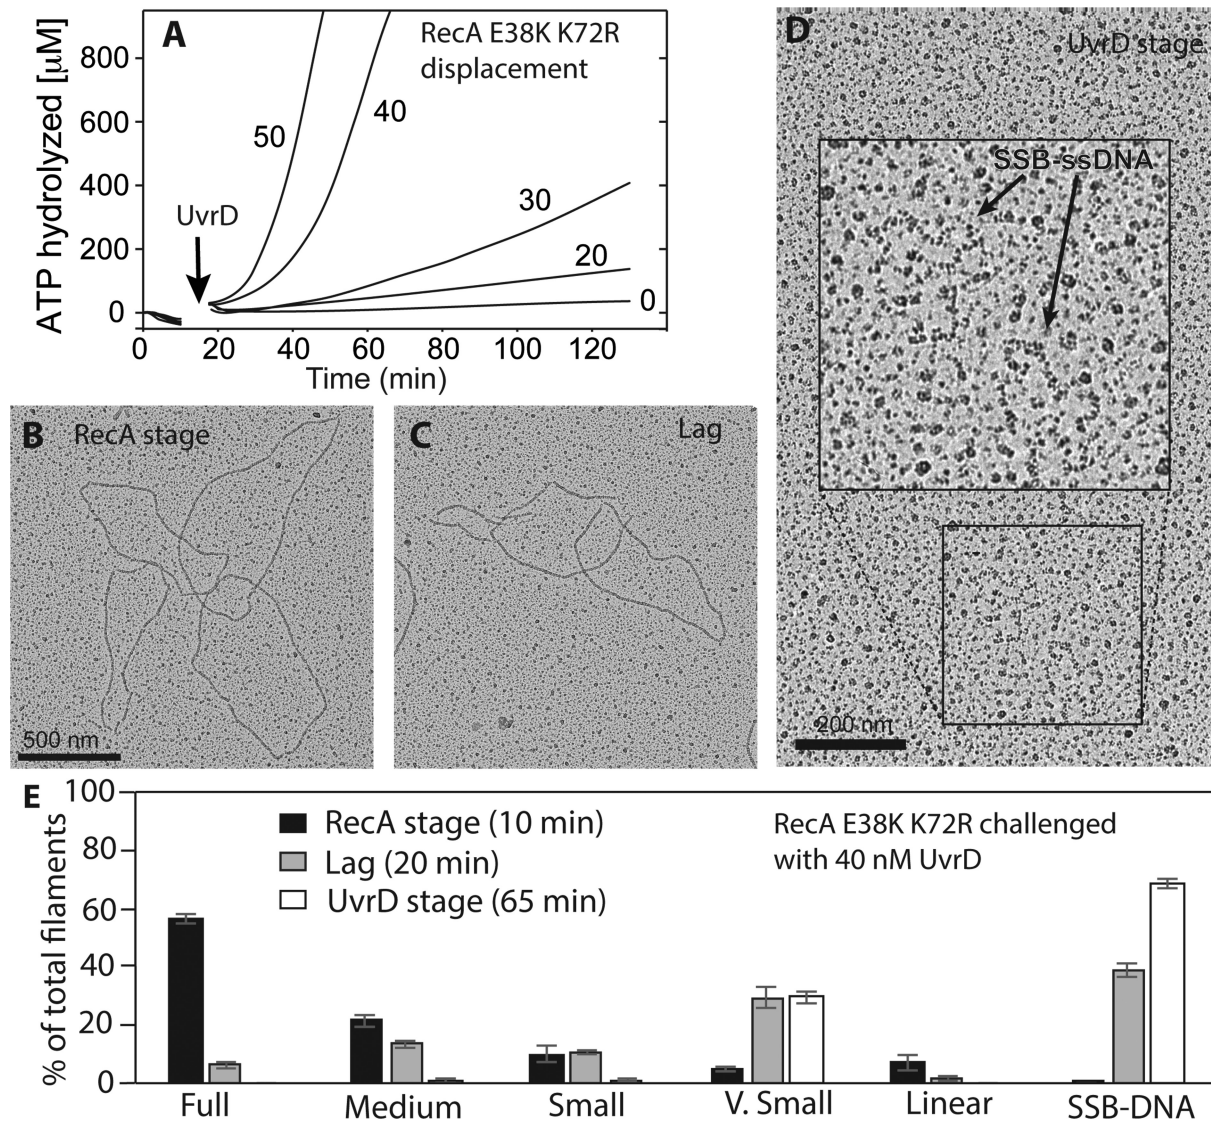 A
RecA E38K K72R
displacement
ATP hydrolyzed [µM]
800
600
400
200
0
UvrD
50
40
30
20
0
0 20 40 60 80 100 120 140
Time (min)
B RecA stage
500 nm
C Lag
D UvrD stage
SSB-ssDNA
200 nm
E
% of total filaments
100
80
60
40
20
0
RecA stage (10 min)
Lag (20 min)
UvrD stage (65 min)
RecA E38K K72R challenged
with 40 nM UvrD
Full Medium Small V. Small Linear SSB-DNA